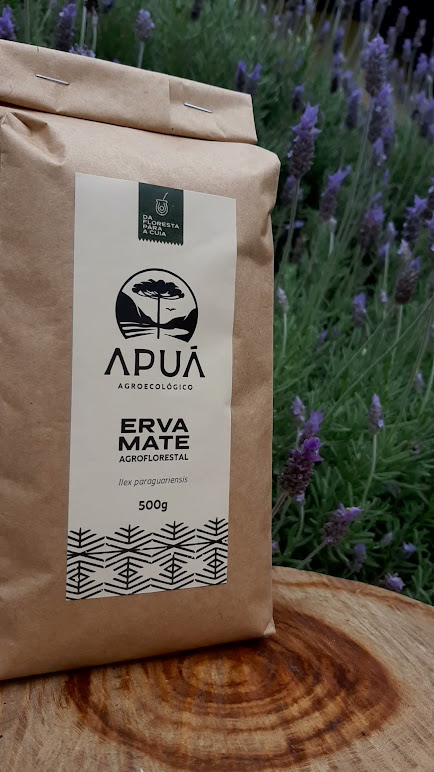 DA
FLORESTA
PARA
A CUIA
APUÁ
AGROECOLÓGICO
ERVA
MATE
AGROFLORESTAL
Ilex paraguariensis
500g